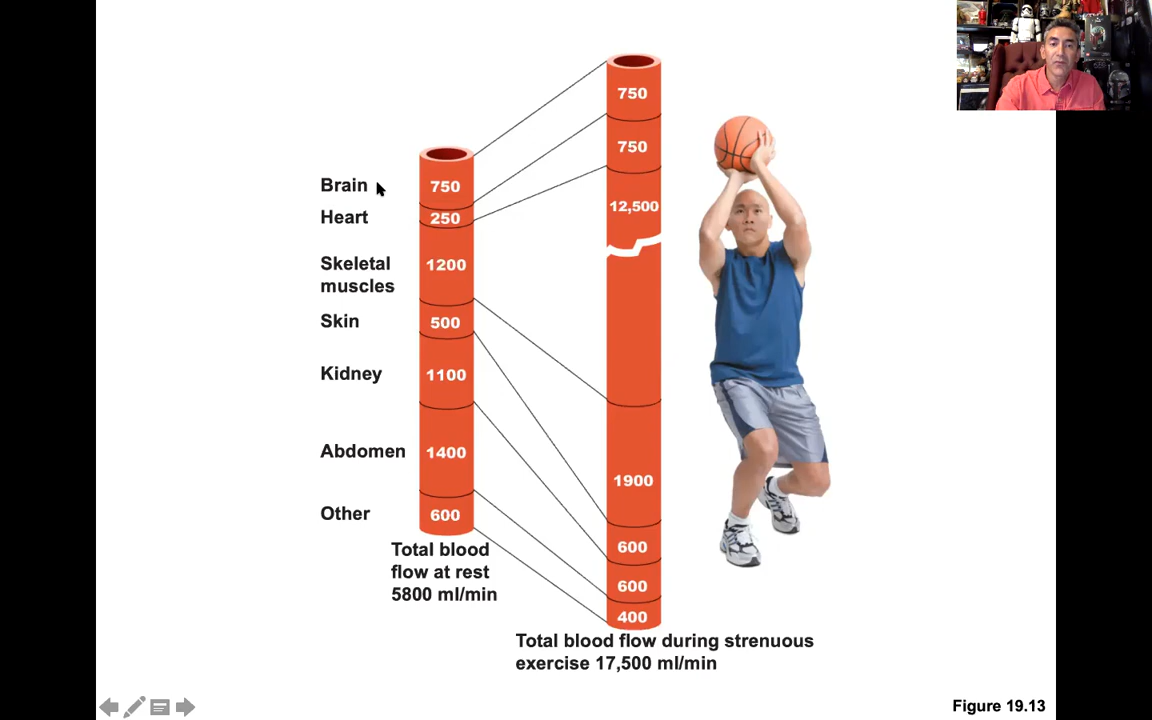 Brain
Heart
Skeletal
muscles
Skin
Kidney
Abdomen
Other
750
250
1200
500
1100
1400
600
Total blood
flow at rest
5800 ml/min
750
750
12,500
1900
600
600
400
Total blood flow during strenuous
exercise 17,500 ml/min
Figure 19.13